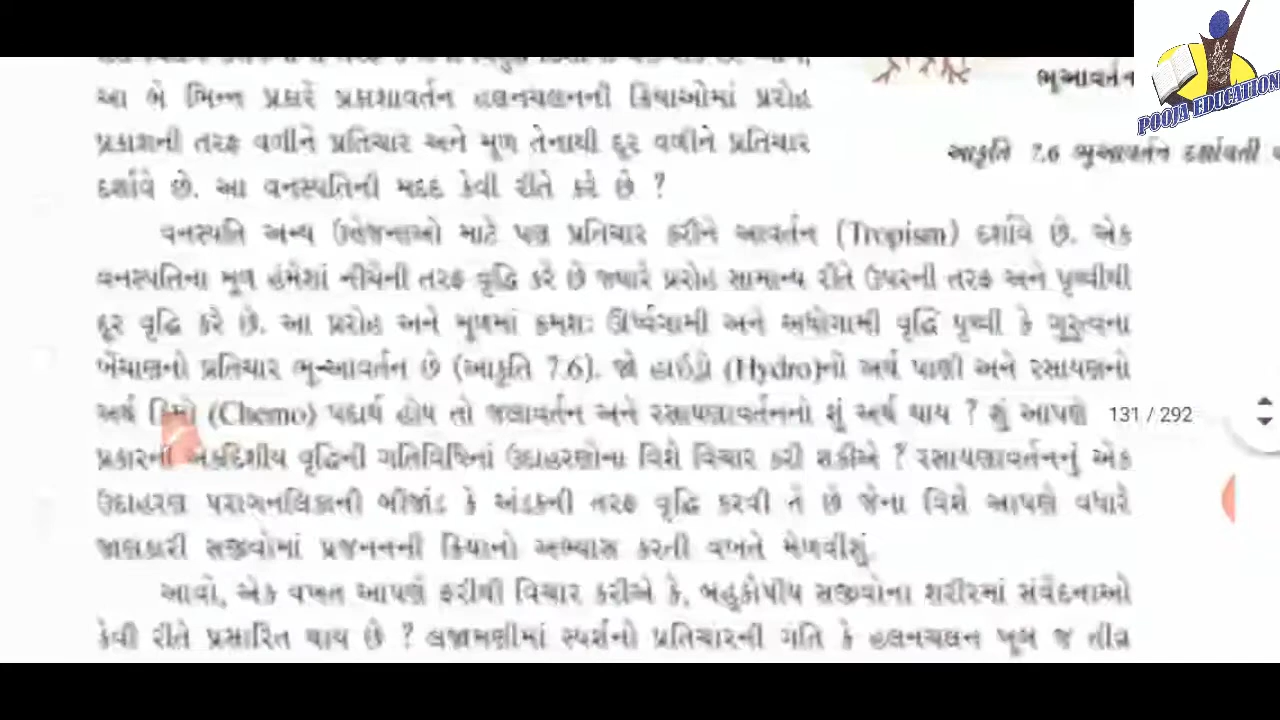 આ બે ભિન્ન પ્રકારે પ્રકાશાવર્તન હલનચલનની ક્રિયાઓમાં પ્રરોહ
પ્રકાશની તરફ વળીને પ્રતિચાર અને મૂળ તેનાથી દૂર વળીને પ્રતિચાર
દર્શાવે છે. આ વનસ્પતિની મદદ કેવી રીતે કરે છે ?
ભૂઆવર્તન
POOJA EDUCATION
આકૃતિ 7.6 ભૂઆવર્તન દર્શાવતી
વનસ્પતિ અન્ય ઉત્તેજનાઓ માટે પણ પ્રતિચાર કરીને આવર્તન (Tropism) દર્શાવે છે. એક
વનસ્પતિના મૂળ હંમેશાં નીચેની તરફ વૃદ્ધિ કરે છે જ્યારે પ્રરોહ સામાન્ય રીતે ઉપરની તરફ અને પૃથ્વીથી
દૂર વૃદ્ધિ કરે છે. આ પ્રરોહ અને મૂળમાં ક્રમશઃ ઊર્ધ્વગામી અને અધોગામી વૃદ્ધિ પૃથ્વી કે ગુરુત્વના
ખેંચાણનો પ્રતિચાર ભૂ-આવર્તન છે (આકૃતિ 7.6). જો હાઈડ્રો (Hydro)નો અર્થ પાણી અને રસાયણનો
અર્થ કિમો (Chemo) પદાર્થ હોય તો જલાવર્તન અને રસાયણાવર્તનનો શું અર્થ થાય ? શું આપણે
131 / 292
પ્રકારની એકદિશીય વૃદ્ધિની ગતિવિધિનાં ઉદાહરણોના વિશે વિચાર કરી શકીએ ? રસાયણાવર્તનનું એક
ઉદાહરણ પરાગનલિકાની બીજાંડ કે અંડકની તરફ વૃદ્ધિ કરવી તે છે જેના વિશે આપણે વધારે
જાણકારી સજીવોમાં પ્રજનનની ક્રિયાનો અભ્યાસ કરતી વખતે મેળવીશું.
આવો, એક વખત આપણે ફરીથી વિચાર કરીએ કે, બહુકોષીય સજીવોના શરીરમાં સંવેદનાઓ
કેવી રીતે પ્રસારિત થાય છે ? લજામણીમાં સ્પર્શનો પ્રતિચારની ગતિ કે હલનચલન ખૂબ જ તીવ્ર